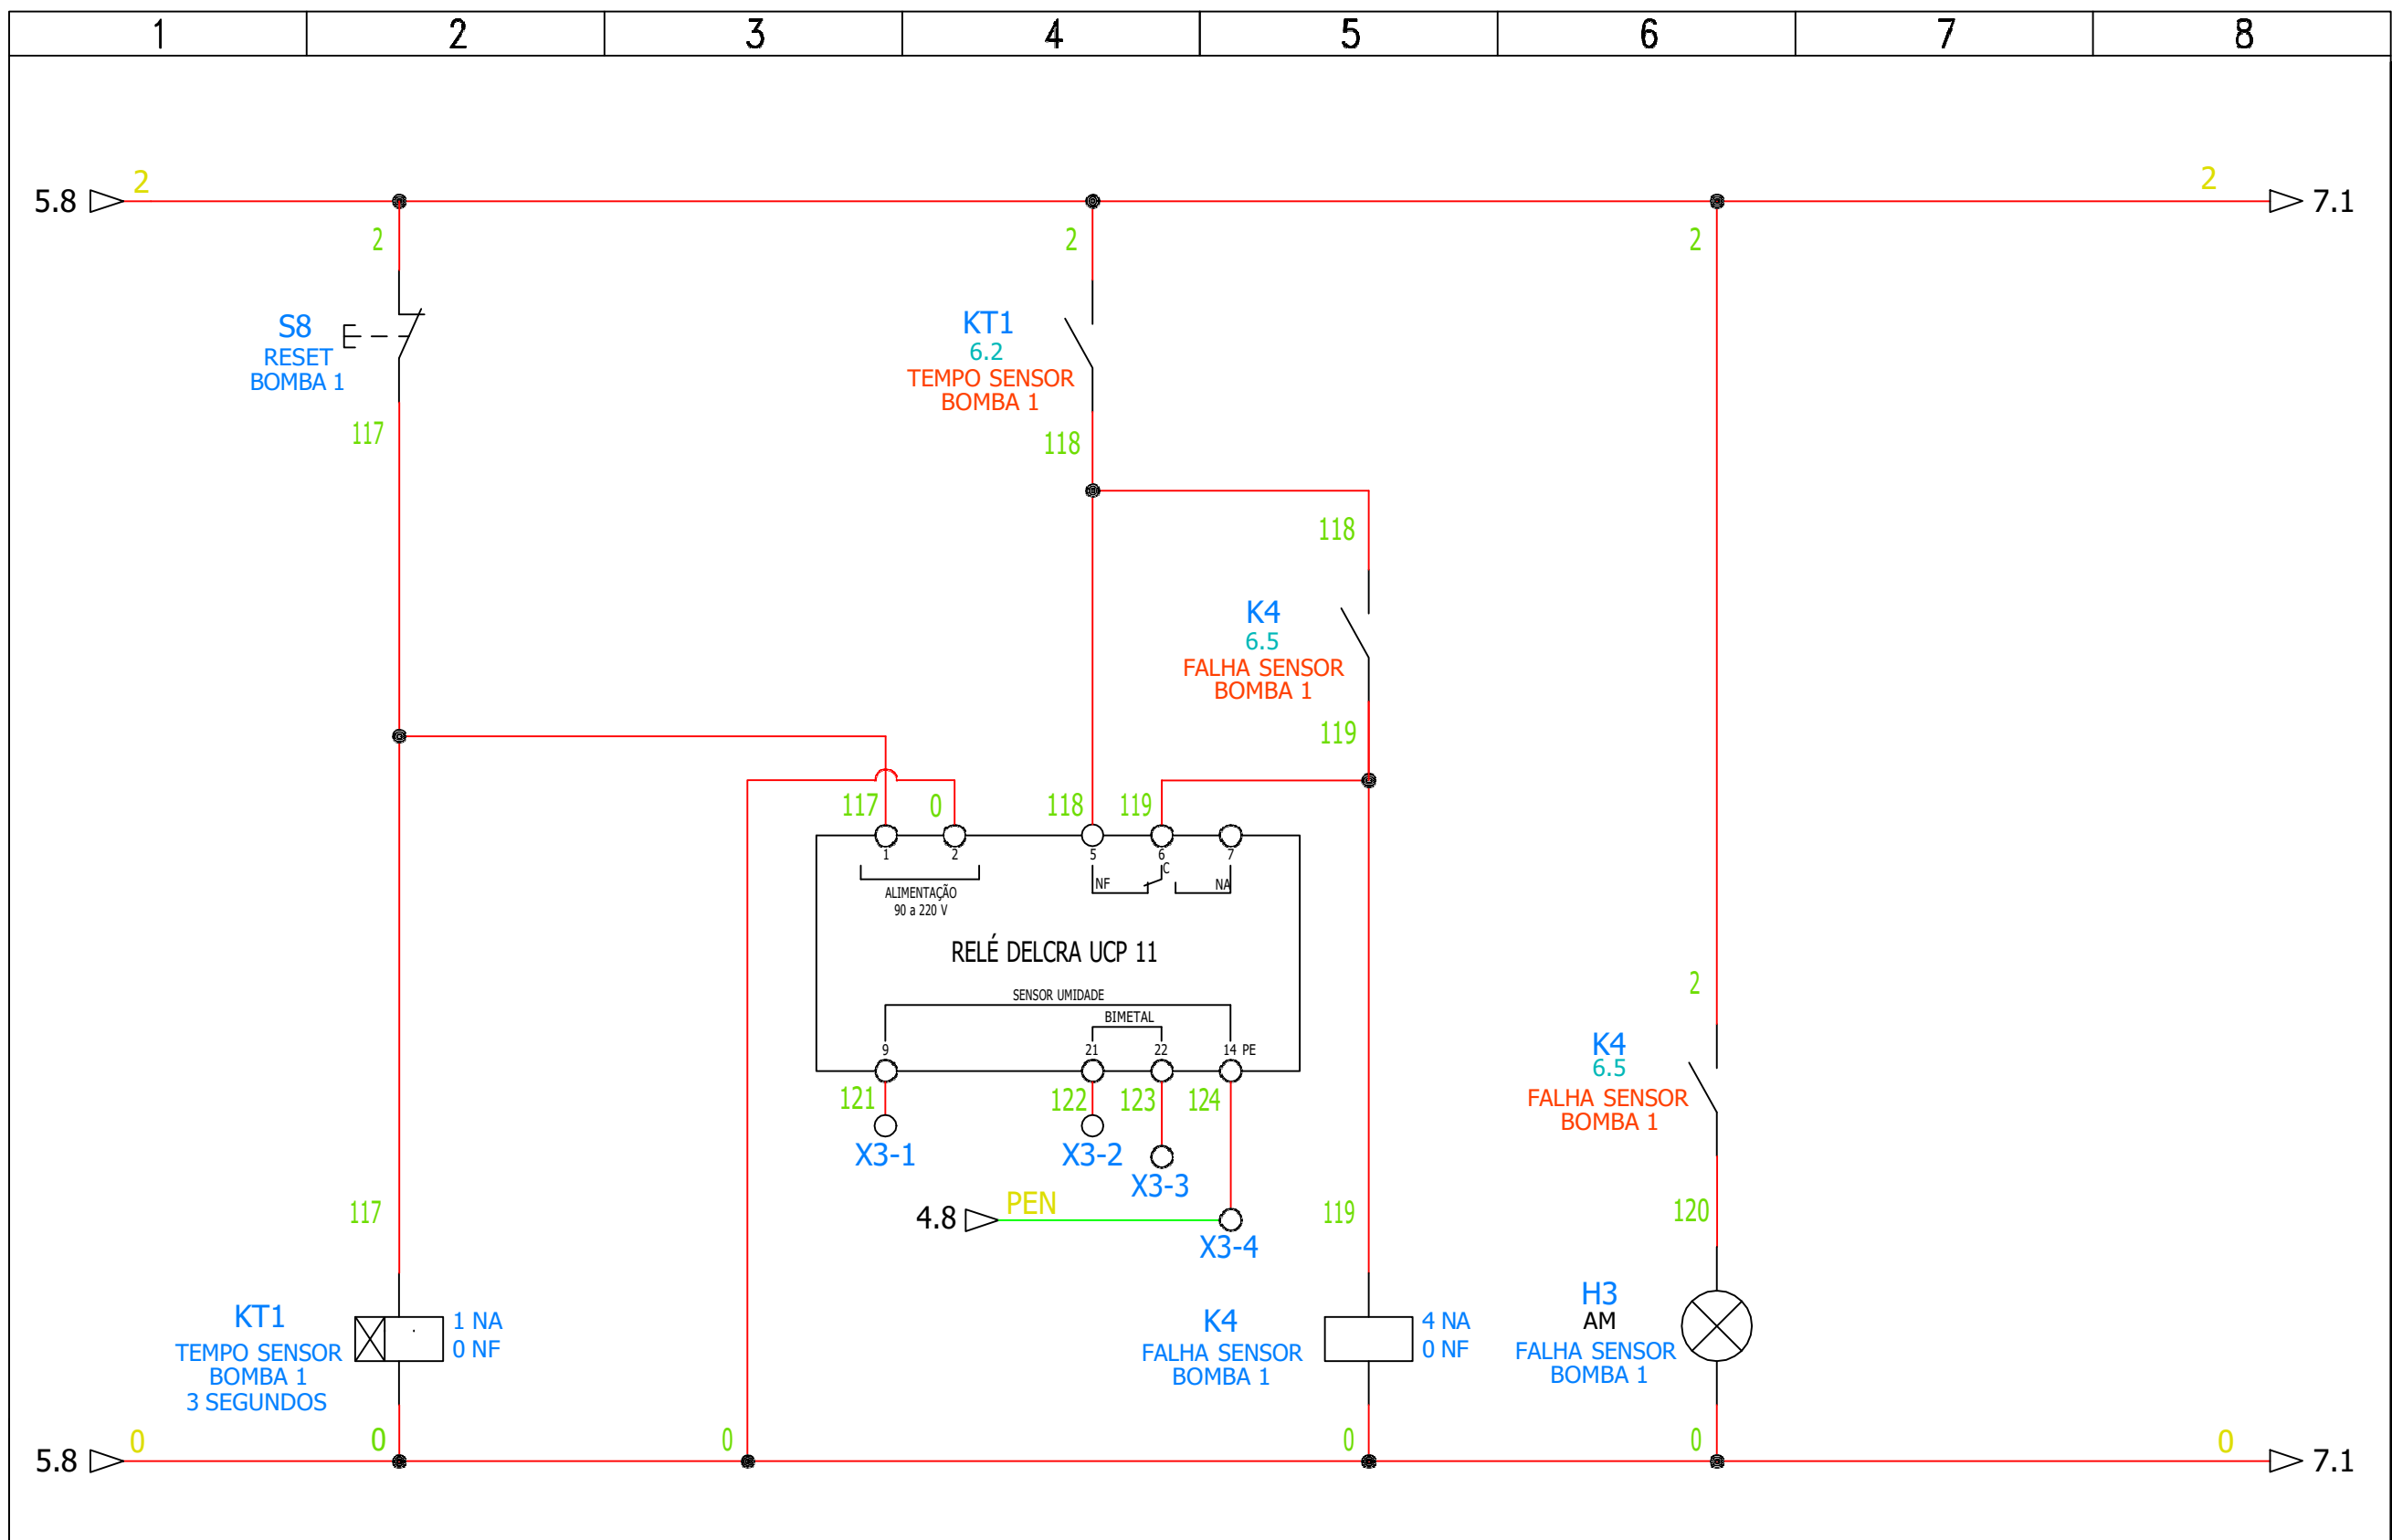 1 2 3 4 5 6 7 8
5.8 2 2 7.1
2 2 2
S8
RESET
BOMBA 1
KT1
6.2
TEMPO SENSOR
BOMBA 1
117
118
118
K4
6.5
FALHA SENSOR
BOMBA 1
119
117 0 118 119
1 2 5 6 7
C
NF NA
ALIMENTAÇÃO
90 a 220 V
RELÉ DELCRA UCP 11
SENSOR UMIDADE
BIMETAL
9 21 22 14 PE
121 122 123 124
X3-1 X3-2
X3-3
4.8 PEN
X3-4
2
K4
6.5
FALHA SENSOR
BOMBA 1
117 119 120
KT1
TEMPO SENSOR
BOMBA 1
3 SEGUNDOS
1 NA
0 NF
K4
FALHA SENSOR
BOMBA 1
4 NA
0 NF
H3
AM
FALHA SENSOR
BOMBA 1
5.8 0 0 0 0 0 0 7.1